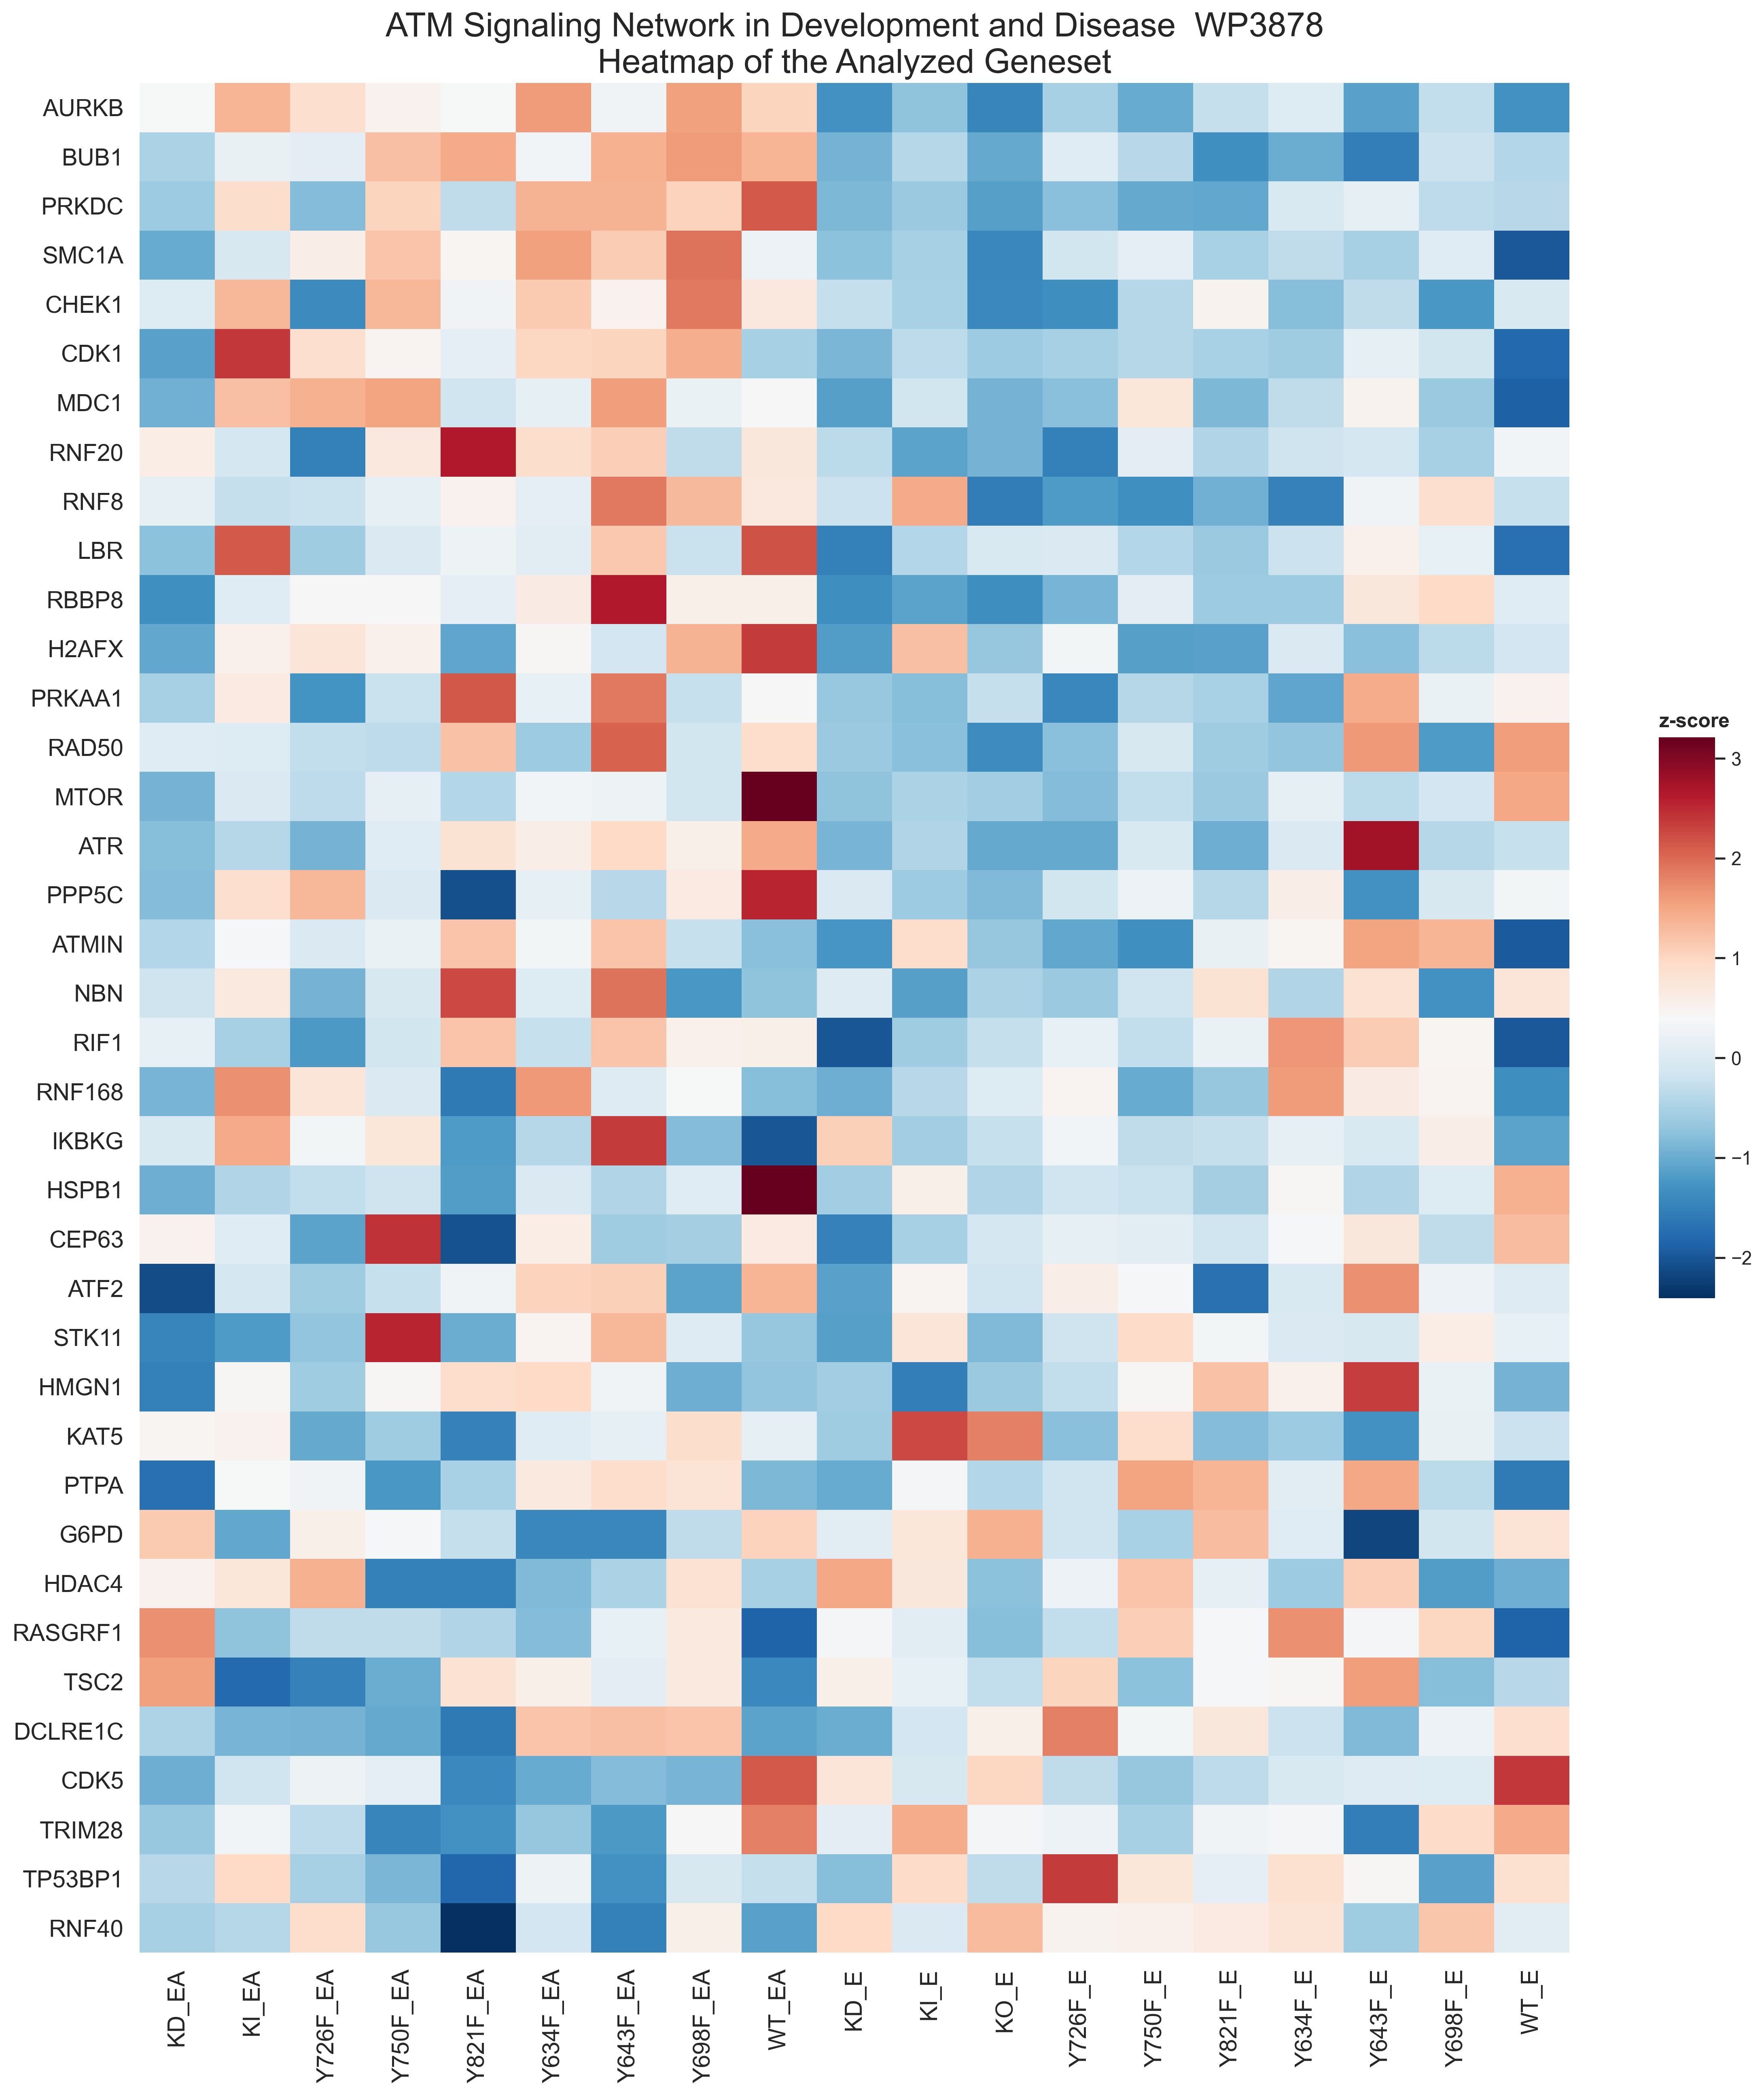 ATM Signaling Network in Development and Disease  WP3878
Heatmap of the Analyzed Geneset
AURKB
BUB1
PRKDC
SMC1A
CHEK1
CDK1
MDC1
RNF20
RNF8
LBR
RBBP8
H2AFX
PRKAA1
RAD50
MTOR
ATR
PPP5C
ATMIN
NBN
RIF1
RNF168
IKBKG
HSPB1
CEP63
ATF2
STK11
HMGN1
KAT5
PTPA
G6PD
HDAC4
RASGRF1
TSC2
DCLRE1C
CDK5
TRIM28
TP53BP1
RNF40
KD_EA
KI_EA
Y726F_EA
Y750F_EA
Y821F_EA
Y634F_EA
Y643F_EA
Y698F_EA
WT_EA
KD_E
KI_E
KO_E
Y726F_E
Y750F_E
Y821F_E
Y634F_E
Y643F_E
Y698F_E
WT_E
z-score
3
2
1
0
−1
−2